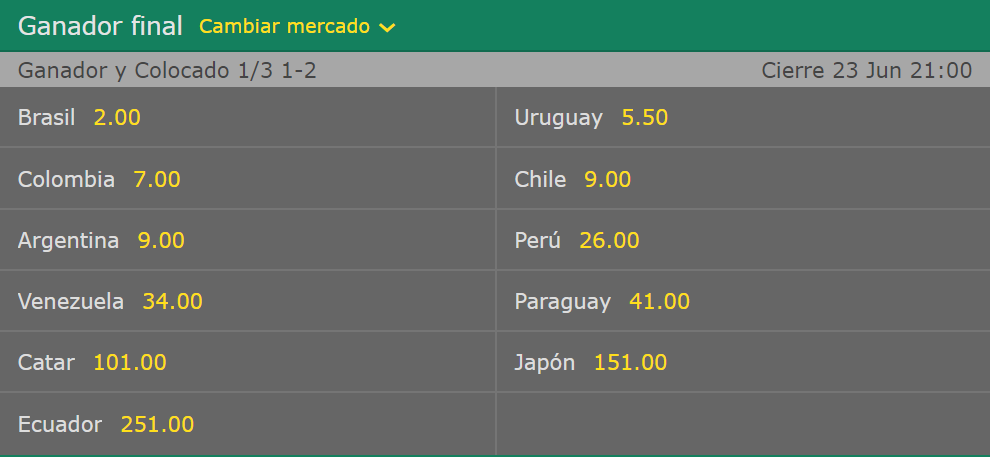 Ganador final Cambiar mercado
Ganador y Colocado 1/3 1-2 Cierre 23 Jun 21:00
Brasil 2.00 Uruguay 5.50
Colombia 7.00 Chile 9.00
Argentina 9.00 Perú 26.00
Venezuela 34.00 Paraguay 41.00
Catar 101.00 Japón 151.00
Ecuador 251.00